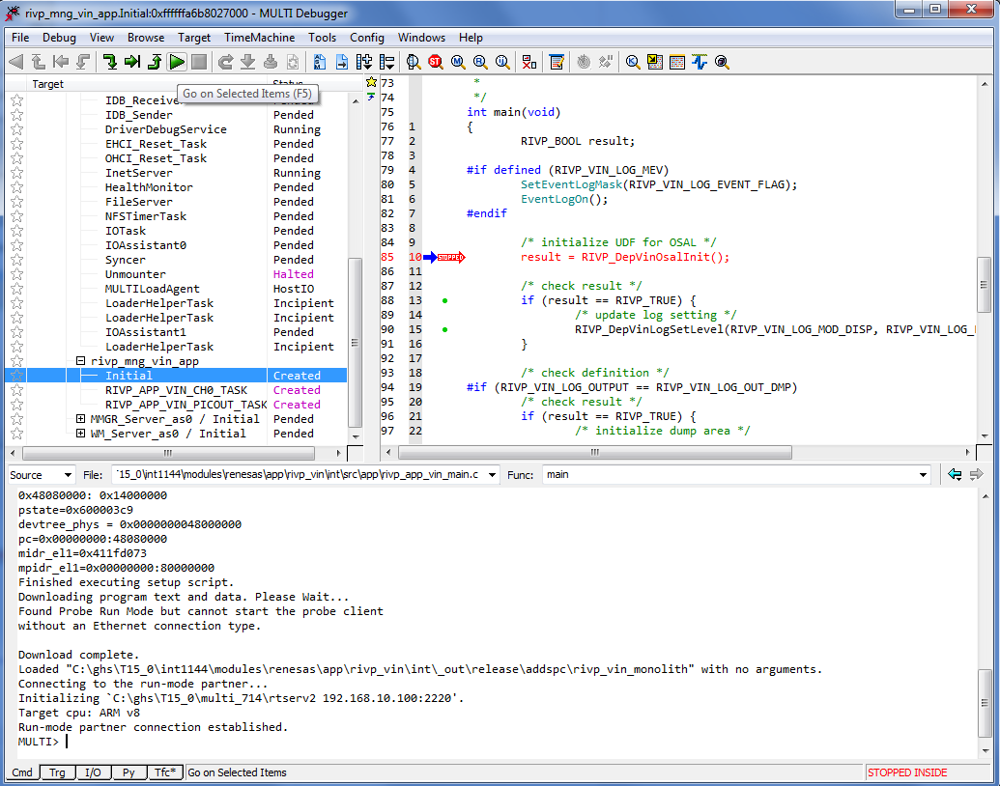 rivp_mng_vin_app.Initial:0xffffffa6b8027000 - MULTI Debugger
File Debug View Browse Target TimeMachine Tools Config Windows Help
Target Status
Go on Selected Items (F5)
IDB_Receive
IDB_Sender Pended
DriverDebugService Running
EHCI_Reset_Task Pended
OHCI_Reset_Task Pended
InetServer Running
HealthMonitor Pended
FileServer Pended
NFSTimerTask Pended
IOTask Pended
IOAssistant0 Pended
Syncer Pended
Unmounter Halted
MULTILoadAgent HostIO
LoaderHelperTask Incipient
LoaderHelperTask Incipient
IOAssistant1 Pended
LoaderHelperTask Incipient
rivp_mng_vin_app
Initial Created
RIVP_APP_VIN_CH0_TASK Created
RIVP_APP_VIN_PICOUT_TASK Created
MMGR_Server_as0 / Initial Pended
WM_Server_as0 / Initial Pended
73 *
74 */
75 int main(void)
76 1 {
77 2 RIVP_BOOL result;
78 3
79 4 #if defined (RIVP_VIN_LOG_MEV)
80 5 SetEventLogMask(RIVP_VIN_LOG_EVENT_FLAG);
81 6 EventLogOn();
82 7 #endif
83 8
84 9 /* initialize UDF for OSAL */
85 10 STOPPED result = RIVP_DepVinOsalInit();
86 11
87 12 /* check result */
88 13 if (result == RIVP_TRUE) {
89 14 /* update log setting */
90 15 RIVP_DepVinLogSetLevel(RIVP_VIN_LOG_MOD_DISP, RIVP_VIN_LOG_
91 16 }
92 17
93 18 /* check definition */
94 19 #if (RIVP_VIN_LOG_OUTPUT == RIVP_VIN_LOG_OUT_DMP)
95 20 /* check result */
96 21 if (result == RIVP_TRUE) {
97 22 /* initialize dump area */
Source File: '15_0\int1144\modules\renesas\app\rivp_vin\int\src\app\rivp_app_vin_main.c Func: main
0x48080000: 0x14000000
pstate=0x600003c9
devtree_phys = 0x0000000048000000
pc=0x00000000:48080000
midr_el1=0x411fd073
mpidr_el1=0x00000000:80000000
Finished executing setup script.
Downloading program text and data. Please Wait...
Found Probe Run Mode but cannot start the probe client
without an Ethernet connection type.
Download complete.
Loaded "C:\ghs\T15_0\int1144\modules\renesas\app\rivp_vin\int\_out\release\addspc\rivp_vin_monolith" with no arguments.
Connecting to the run-mode partner...
Initializing `C:\ghs\T15_0\multi_714\rtserv2 192.168.10.100:2220'.
Target cpu: ARM v8
Run-mode partner connection established.
MULTI>
Cmd Trg I/O Py Tfc* Go on Selected Items STOPPED INSIDE